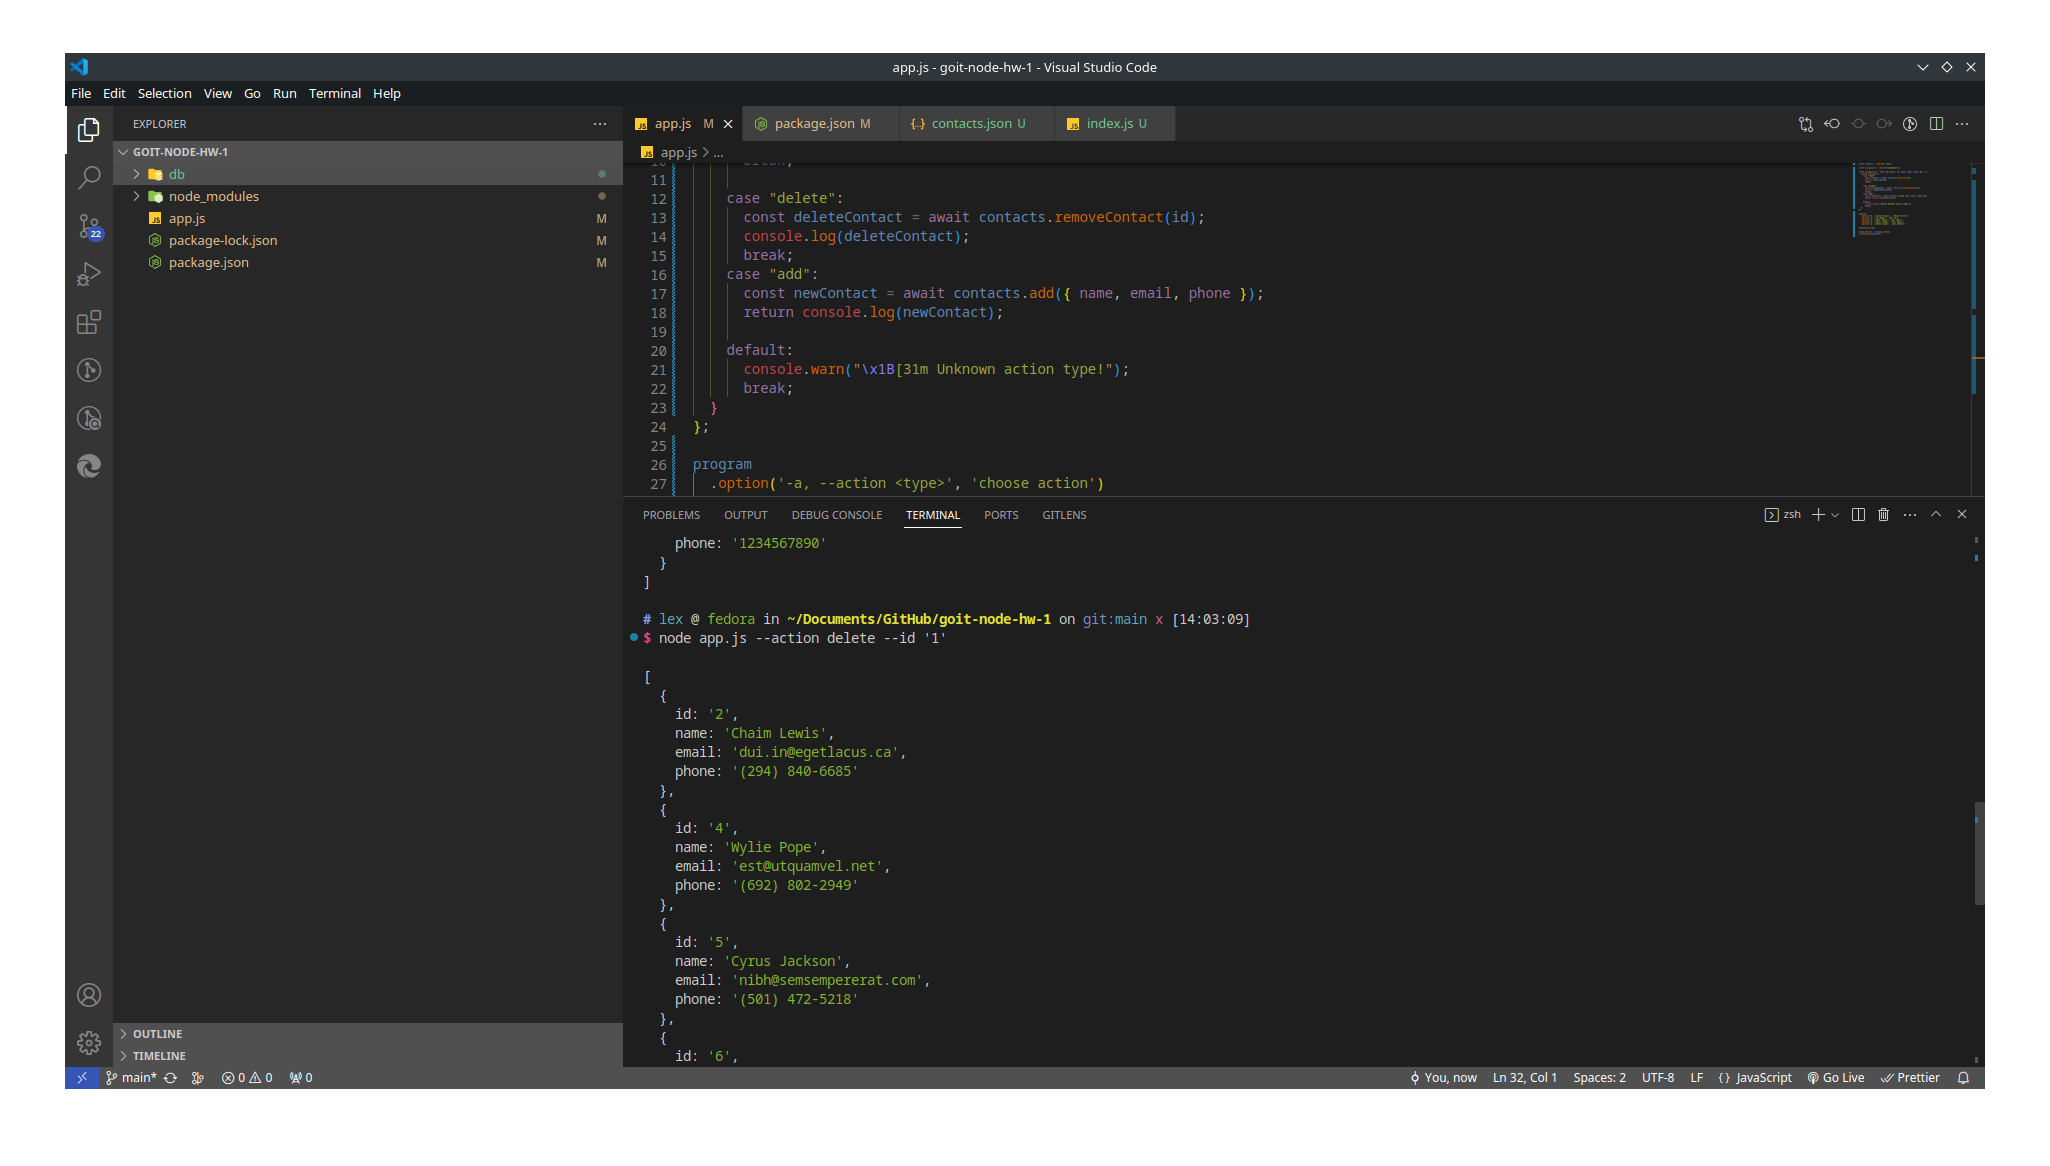 app.js - goit-node-hw-1 - Visual Studio Code
File Edit Selection View Go Run Terminal Help
EXPLORER
GOIT-NODE-HW-1
db
node_modules
app.js M
package-lock.json M
package.json M
22
OUTLINE
TIMELINE
app.js M
package.json M
contacts.json U
index.js U
app.js > ...
11
12 case "delete":
13 const deleteContact = await contacts.removeContact(id);
14 console.log(deleteContact);
15 break;
16 case "add":
17 const newContact = await contacts.add({ name, email, phone });
18 return console.log(newContact);
19
20 default:
21 console.warn("\x1B[31m Unknown action type!");
22 break;
23 }
24 };
25
26 program
27 .option('-a, --action <type>', 'choose action')
PROBLEMS OUTPUT DEBUG CONSOLE TERMINAL PORTS GITLENS
zsh
phone: '1234567890'
}
]
# lex @ fedora in ~/Documents/GitHub/goit-node-hw-1 on git:main x [14:03:09]
$ node app.js --action delete --id '1'
[
{
id: '2',
name: 'Chaim Lewis',
email: 'dui.in@egetlacus.ca',
phone: '(294) 840-6685'
},
{
id: '4',
name: 'Wylie Pope',
email: 'est@utquamvel.net',
phone: '(692) 802-2949'
},
{
id: '5',
name: 'Cyrus Jackson',
email: 'nibh@semsempererat.com',
phone: '(501) 472-5218'
},
{
id: '6',
main* 0 0 0 You, now Ln 32, Col 1 Spaces: 2 UTF-8 LF {} JavaScript Go Live Prettier